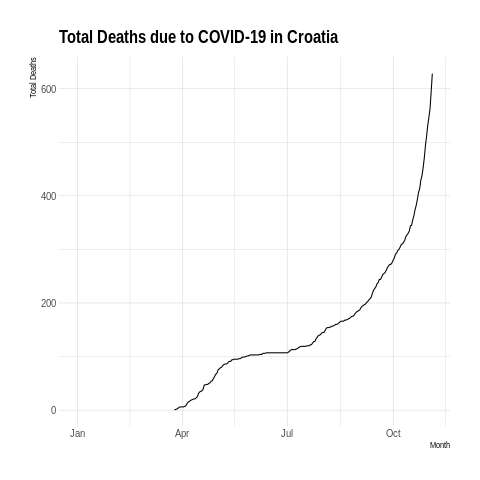 Total Deaths due to COVID-19 in Croatia
Total Deaths
600
400
200
0
Jan Apr Jul Oct
Month